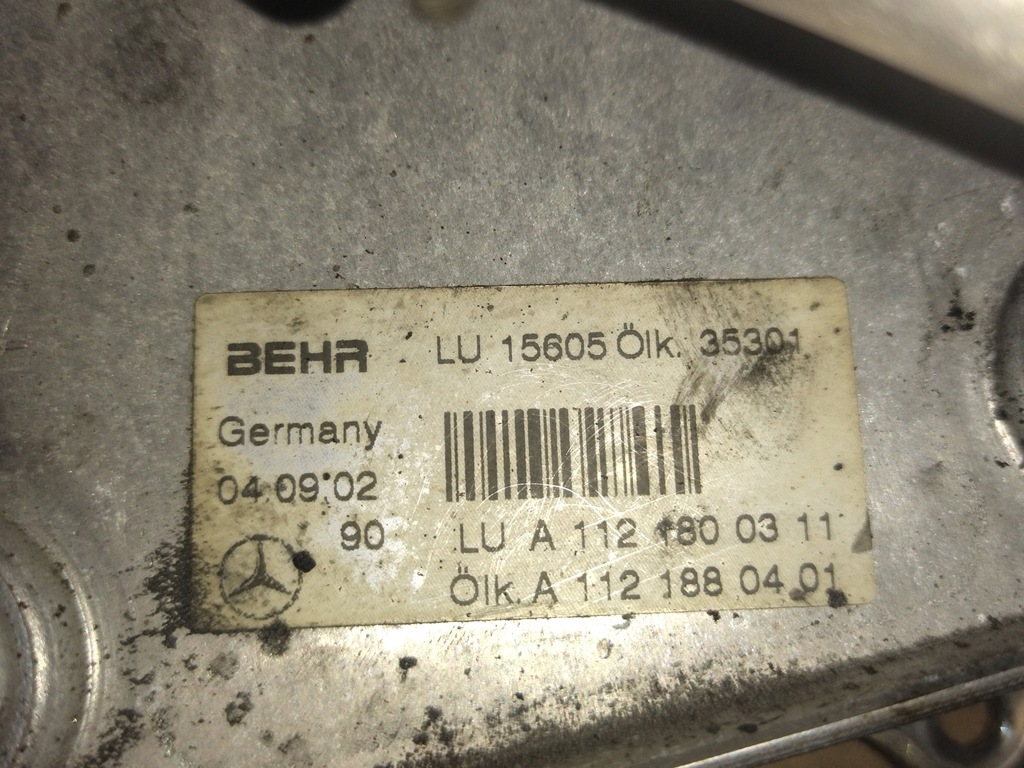 BEHR LU 15605 Ölk. 35301
Germany
04.09.02
90 LU A 112 180 03 11
Ölk. A 112 188 04 01